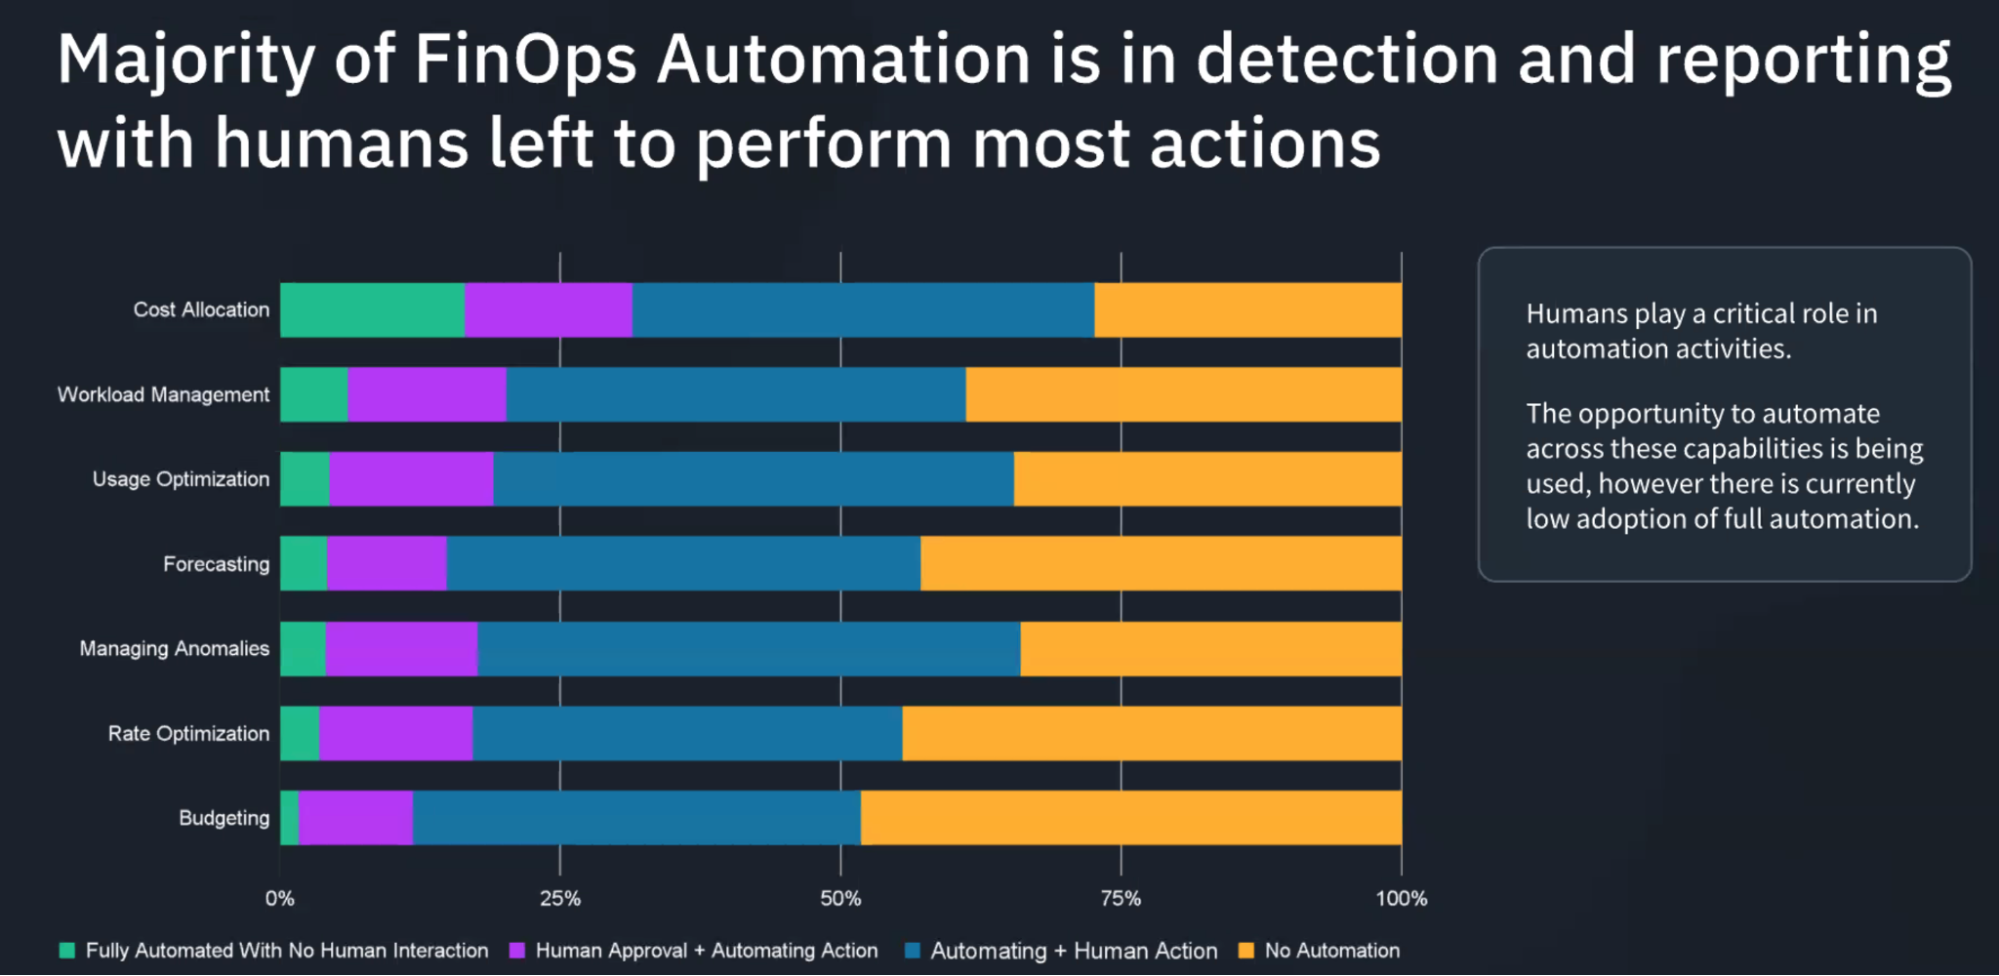 Majority of FinOps Automation is in detection and reporting
with humans left to perform most actions
Cost Allocation
Workload Management
Usage Optimization
Forecasting
Managing Anomalies
Rate Optimization
Budgeting
0% 25% 50% 75% 100%
Fully Automated With No Human Interaction Human Approval + Automating Action Automating + Human Action No Automation
Humans play a critical role in
automation activities.
The opportunity to automate
across these capabilities is being
used, however there is currently
low adoption of full automation.